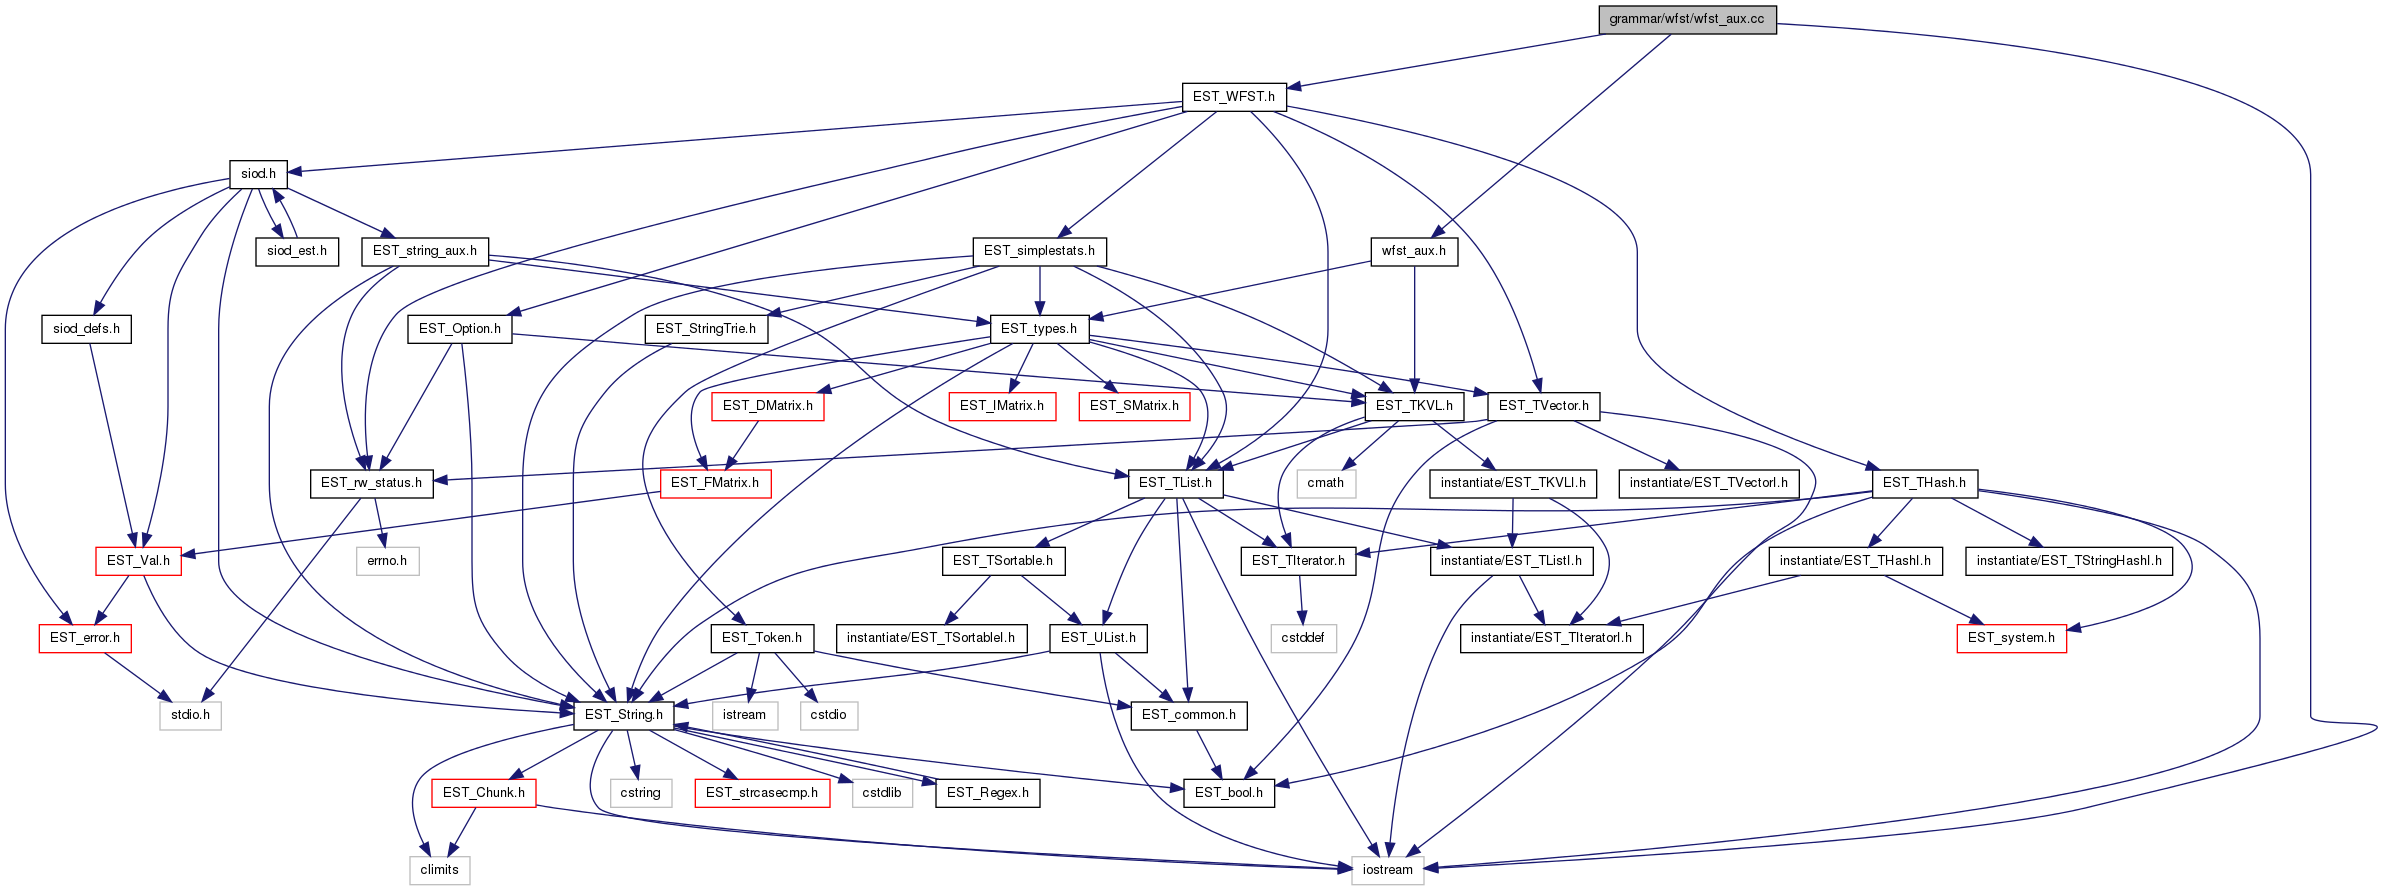 grammar/wfst/wfst_aux.cc
EST_WFST.h
siod.h
siod_est.h
EST_string_aux.h
EST_simplestats.h
wfst_aux.h
siod_defs.h
EST_Option.h
EST_StringTrie.h
EST_types.h
EST_DMatrix.h
EST_IMatrix.h
EST_SMatrix.h
EST_TKVL.h
EST_TVector.h
EST_rw_status.h
EST_FMatrix.h
EST_TList.h
cmath
instantiate/EST_TKVLI.h
instantiate/EST_TVectorI.h
EST_THash.h
EST_Val.h
errno.h
EST_TSortable.h
EST_TIterator.h
instantiate/EST_TListI.h
instantiate/EST_THashI.h
instantiate/EST_TStringHashI.h
EST_error.h
EST_Token.h
instantiate/EST_TSortableI.h
EST_UList.h
cstddef
instantiate/EST_TIteratorI.h
EST_system.h
stdio.h
EST_String.h
istream
cstdio
EST_common.h
EST_Chunk.h
cstring
EST_strcasecmp.h
cstdlib
EST_Regex.h
EST_bool.h
climits
iostream